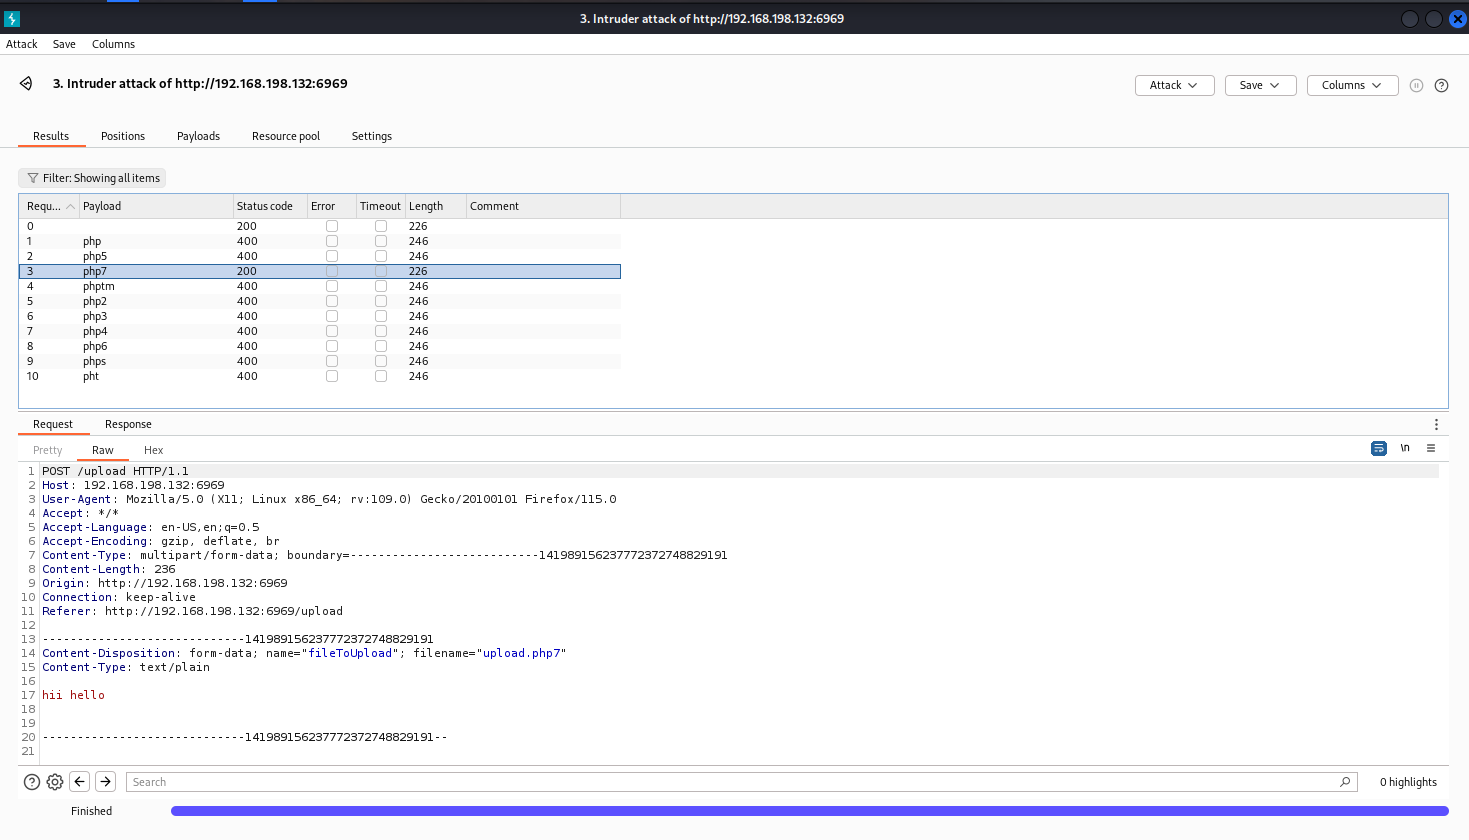 3. Intruder attack of http://192.168.198.132:6969
Attack Save Columns
3. Intruder attack of http://192.168.198.132:6969
Attack Save Columns
Results Positions Payloads Resource pool Settings
Filter: Showing all items
Requ... Payload Status code Error Timeout Length Comment
0 200 226
1 php 400 246
2 php5 400 246
3 php7 200 226
4 phptm 400 246
5 php2 400 246
6 php3 400 246
7 php4 400 246
8 php6 400 246
9 phps 400 246
10 pht 400 246
Request Response
Pretty Raw Hex \n
1 POST /upload HTTP/1.1
2 Host: 192.168.198.132:6969
3 User-Agent: Mozilla/5.0 (X11; Linux x86_64; rv:109.0) Gecko/20100101 Firefox/115.0
4 Accept: */*
5 Accept-Language: en-US,en;q=0.5
6 Accept-Encoding: gzip, deflate, br
7 Content-Type: multipart/form-data; boundary=---------------------------141989156237772372748829191
8 Content-Length: 236
9 Origin: http://192.168.198.132:6969
10 Connection: keep-alive
11 Referer: http://192.168.198.132:6969/upload
12
13 -----------------------------141989156237772372748829191
14 Content-Disposition: form-data; name="fileToUpload"; filename="upload.php7"
15 Content-Type: text/plain
16
17 hii hello
18
19
20 -----------------------------141989156237772372748829191--
21
Search 0 highlights
Finished